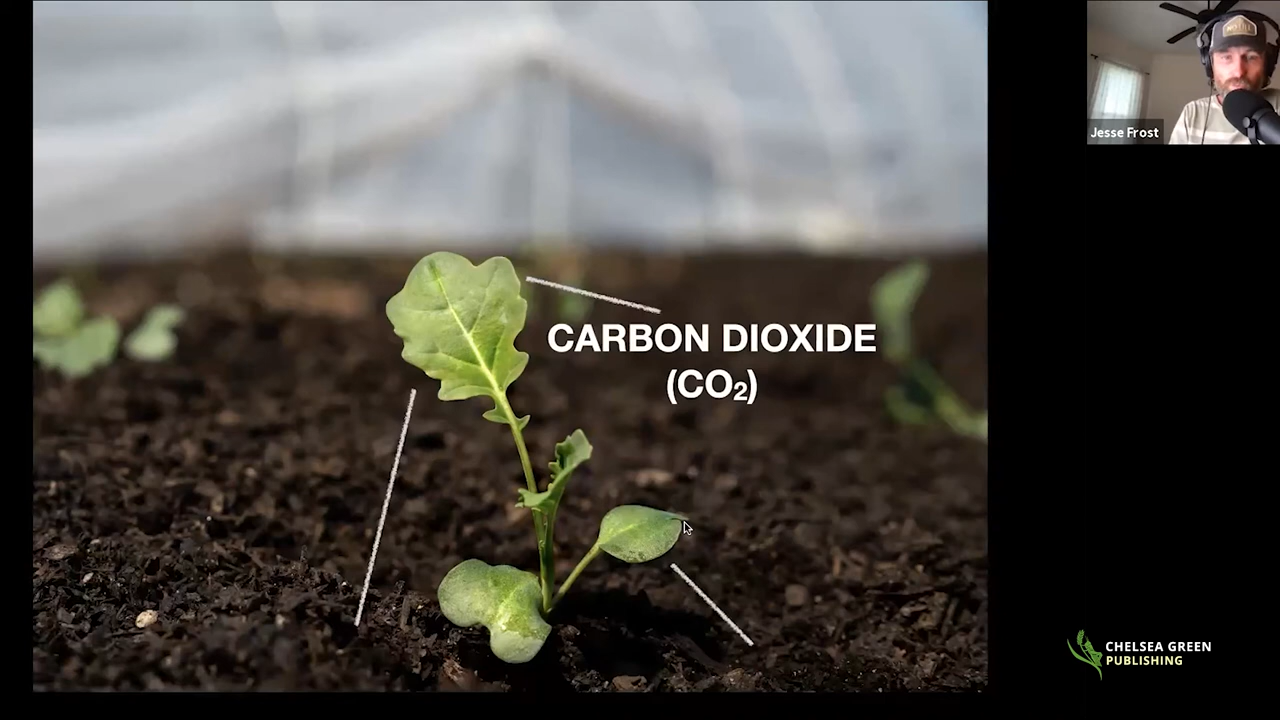 CARBON DIOXIDE
(CO₂)
Jesse Frost
CHELSEA GREEN
PUBLISHING